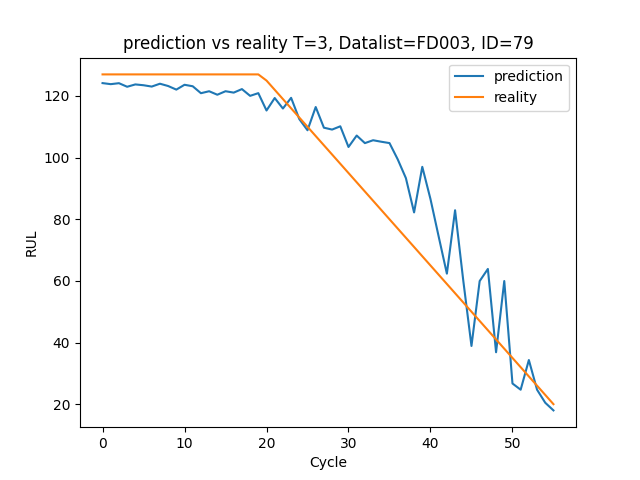 prediction vs reality T=3, Datalist=FD003, ID=79
prediction
reality
RUL
120
100
80
60
40
20
0 10 20 30 40 50
Cycle